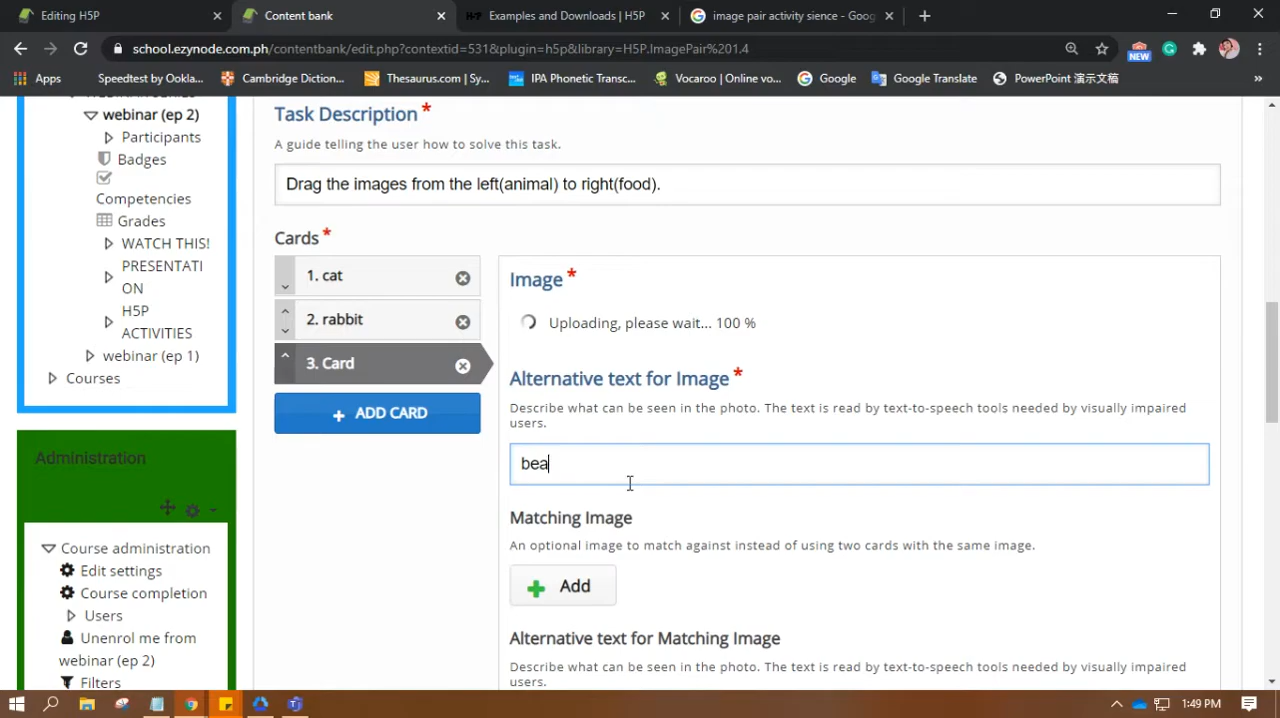 Editing H5P
Content bank
H-P Examples and Downloads | H5P
image pair activity sience - Goog
school.ezynode.com.ph/contentbank/edit.php?contextid=531&plugin=h5p&library=H5P.ImagePair%201.4
NEW
Apps
Speedtest by Ookla...
Cambridge Diction...
Thesaurus.com | Sy...
IPA Phonetic Transc...
Vocaroo | Online vo...
Google
Google Translate
PowerPoint 演示文稿
»
webinar (ep 2)
Participants
Badges
Competencies
Grades
WATCH THIS!
PRESENTATI
ON
H5P
ACTIVITIES
webinar (ep 1)
Courses
Administration
Course administration
Edit settings
Course completion
Users
Unenrol me from
webinar (ep 2)
Filters
Task Description *
A guide telling the user how to solve this task.
Drag the images from the left(animal) to right(food).
Cards *
1. cat
2. rabbit
3. Card
+ ADD CARD
Image *
Uploading, please wait... 100 %
Alternative text for Image *
Describe what can be seen in the photo. The text is read by text-to-speech tools needed by visually impaired
users.
bea
Matching Image
An optional image to match against instead of using two cards with the same image.
Add
Alternative text for Matching Image
Describe what can be seen in the photo. The text is read by text-to-speech tools needed by visually impaired
users.
1:49 PM